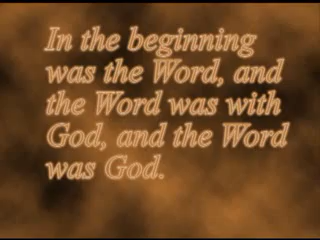 In the beginning
was the Word, and
the Word was with
God, and the Word
was God.